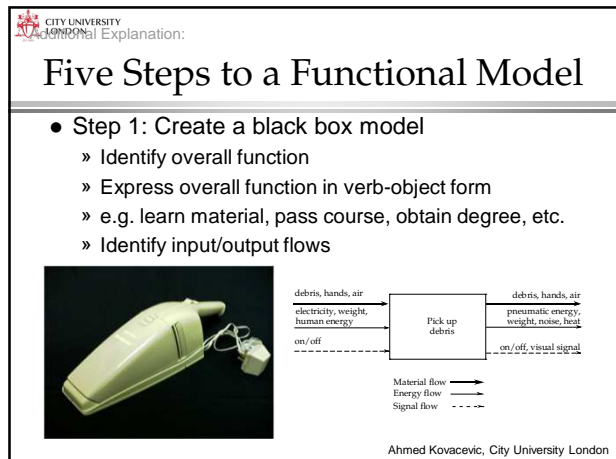 CITY UNIVERSITY
LONDON
Additional Explanation:
Five Steps to a Functional Model
● Step 1: Create a black box model
» Identify overall function
» Express overall function in verb-object form
» e.g. learn material, pass course, obtain degree, etc.
» Identify input/output flows
debris, hands, air
electricity, weight,
human energy
on/off
Pick up
debris
debris, hands, air
pneumatic energy,
weight, noise, heat
on/off, visual signal
Material flow
Energy flow
Signal flow
Ahmed Kovacevic, City University London